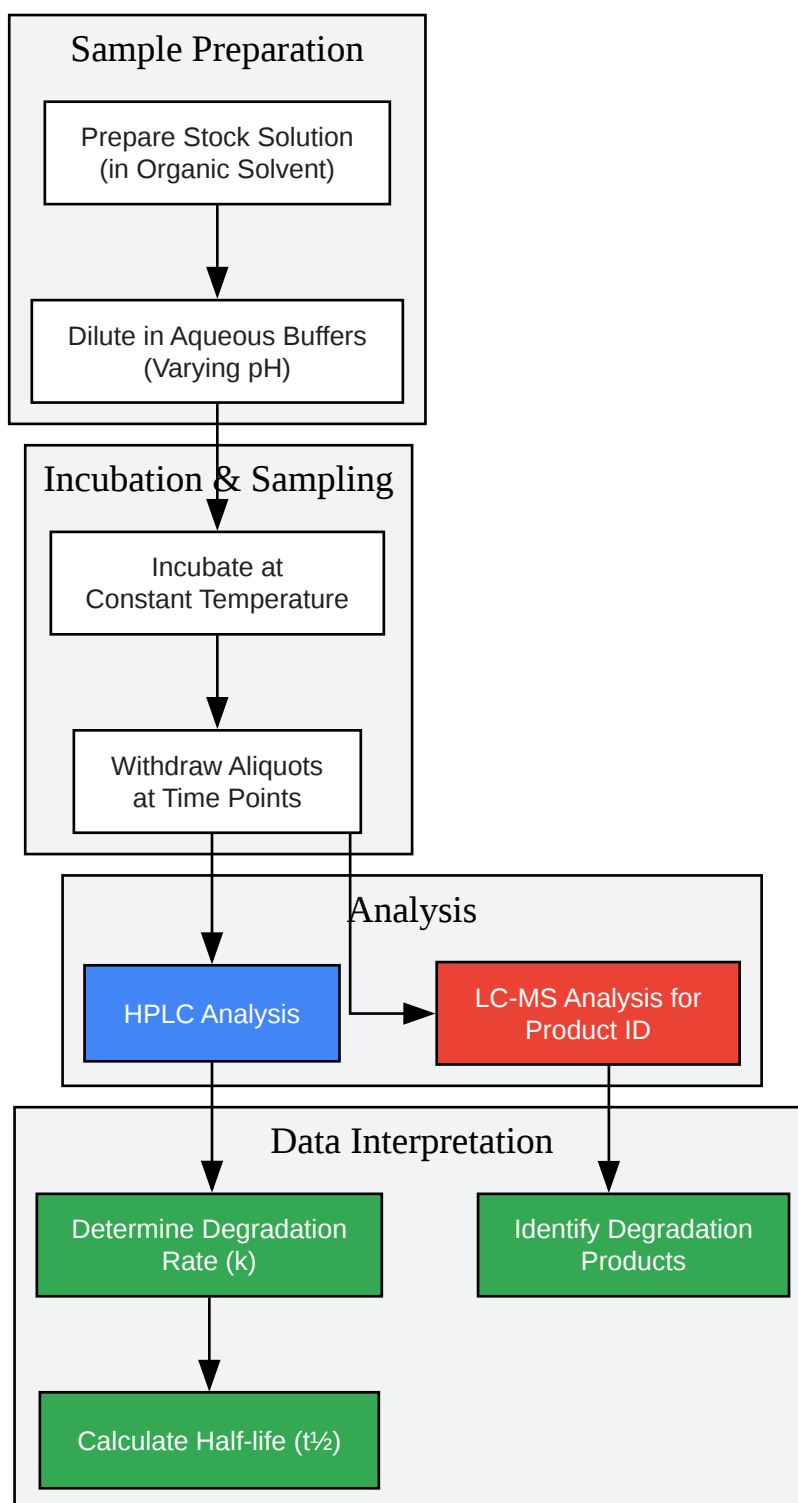 Sample Preparation
Prepare Stock Solution
(in Organic Solvent)
Dilute in Aqueous Buffers
(Varying pH)
Incubation & Sampling
Incubate at
Constant Temperature
Withdraw Aliquots
at Time Points
Analysis
HPLC Analysis
LC-MS Analysis for
Product ID
Data Interpretation
Determine Degradation
Rate (k)
Identify Degradation
Products
Calculate Half-life (t½)